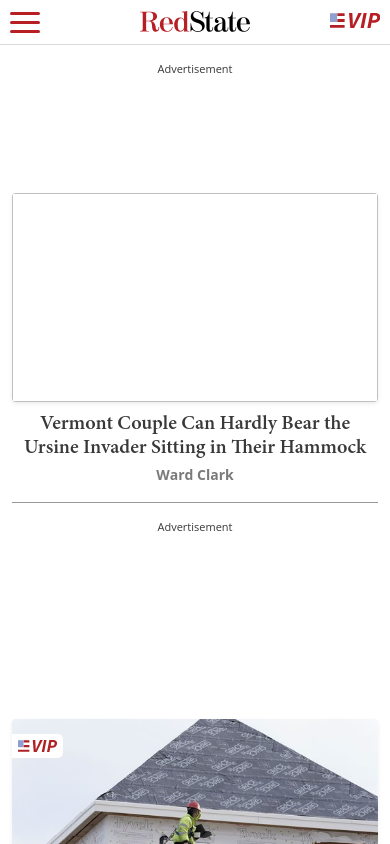 RedState
VIP
Advertisement
Vermont Couple Can Hardly Bear the
Ursine Invader Sitting in Their Hammock
Ward Clark
Advertisement
VIP